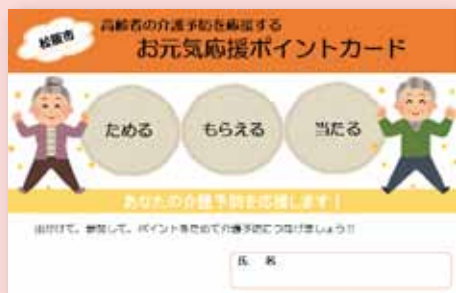 松阪市
高齢者の介護予防を応援する
お元気応援ポイントカード
ためる
もらえる
当たる
あなたの介護予防を応援します！
出かけて、参加して、ポイントをためて介護予防につなげましょう!!
氏 名